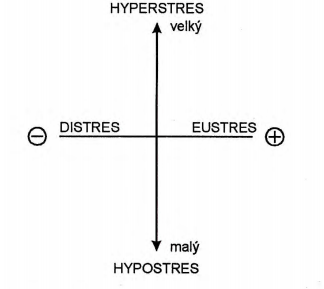 HYPERSTRES
velký
DISTRES EUSTRES
malý
HYPOSTRES